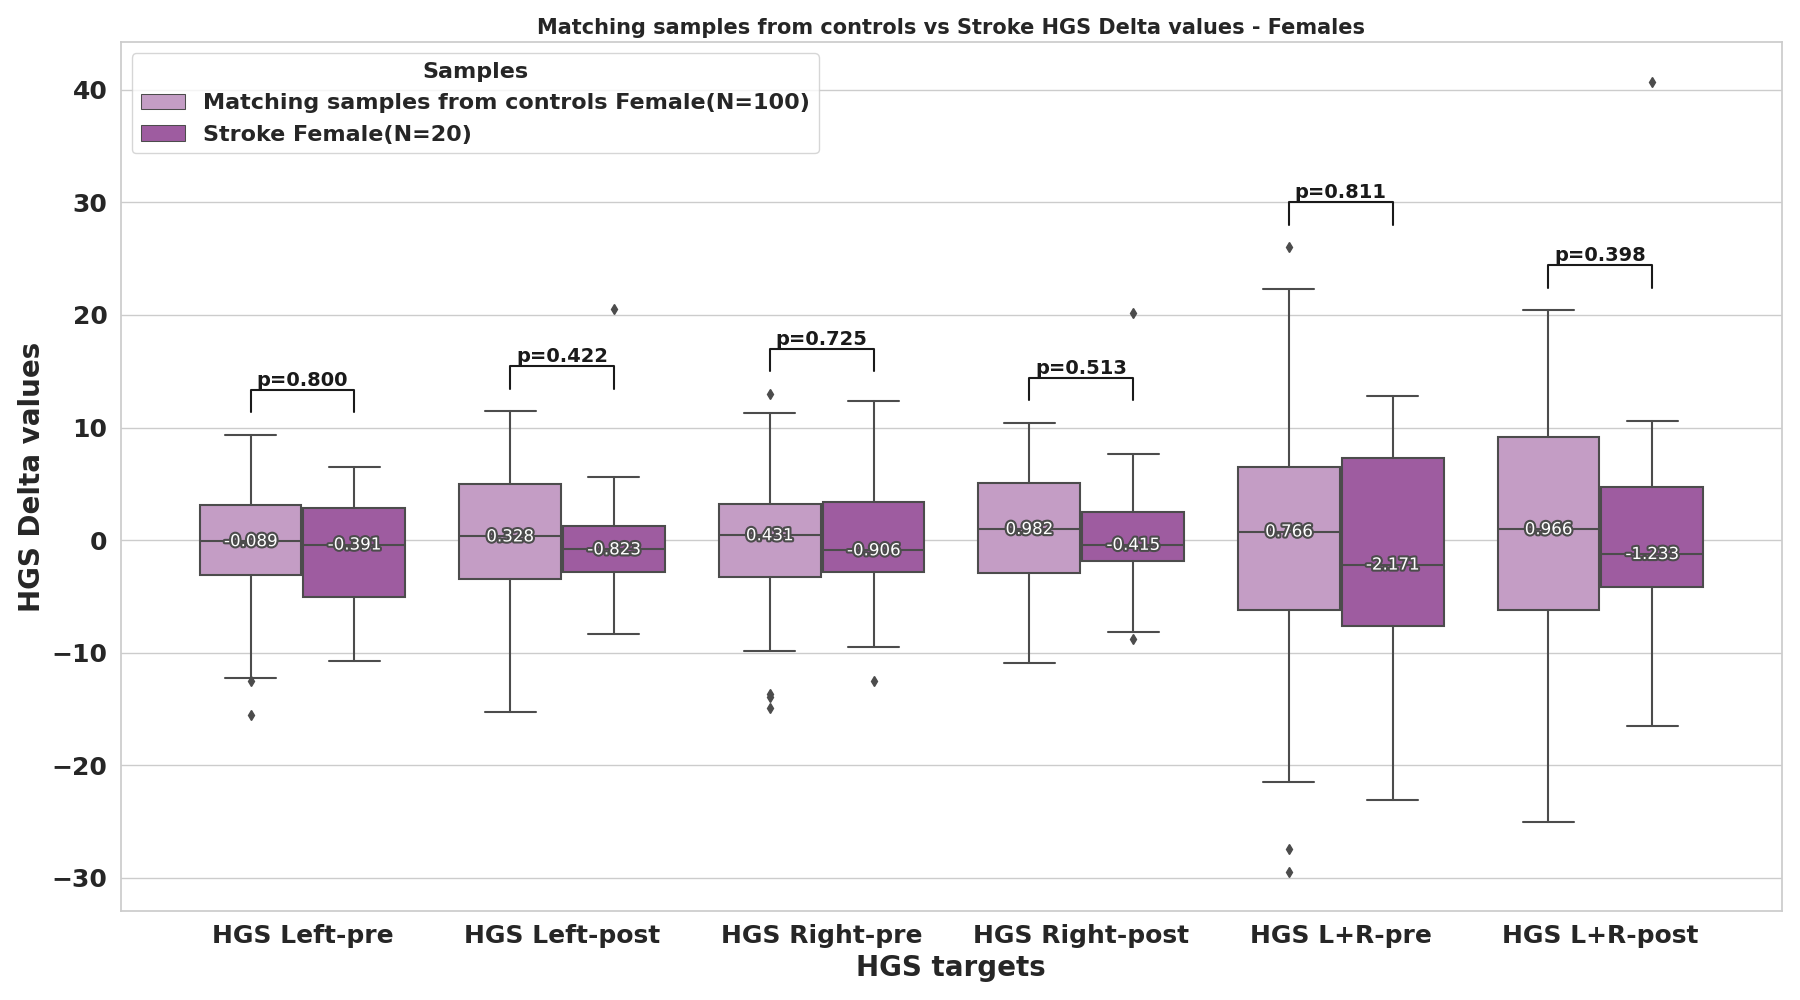 Matching samples from controls vs Stroke HGS Delta values - Females
Samples
Matching samples from controls Female(N=100)
Stroke Female(N=20)
HGS Delta values
40
30
20
10
0
−10
−20
−30
p=0.800
p=0.422
p=0.725
p=0.513
p=0.811
p=0.398
-0.089
-0.391
0.328
-0.823
0.431
-0.906
0.982
-0.415
0.766
-2.171
0.966
-1.233
HGS Left-pre
HGS Left-post
HGS Right-pre
HGS Right-post
HGS L+R-pre
HGS L+R-post
HGS targets